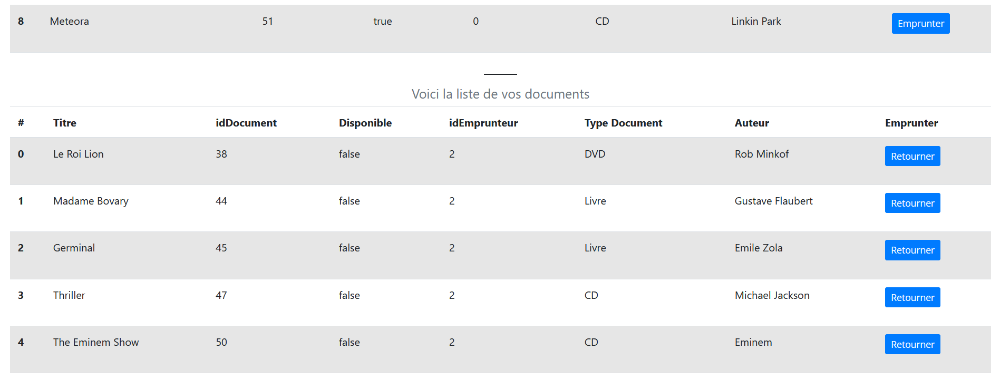 8 Meteora 51 true 0 CD Linkin Park Emprunter
Voici la liste de vos documents
# Titre idDocument Disponible idEmprunteur Type Document Auteur Emprunter
0 Le Roi Lion 38 false 2 DVD Rob Minkof Retourner
1 Madame Bovary 44 false 2 Livre Gustave Flaubert Retourner
2 Germinal 45 false 2 Livre Emile Zola Retourner
3 Thriller 47 false 2 CD Michael Jackson Retourner
4 The Eminem Show 50 false 2 CD Eminem Retourner